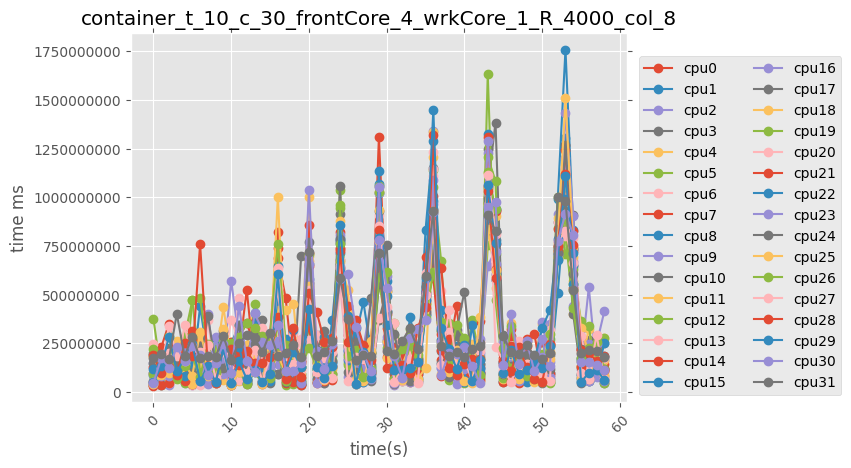 container_t_10_c_30_frontCore_4_wrkCore_1_R_4000_col_8
time ms
1750000000
1500000000
1250000000
1000000000
750000000
500000000
250000000
0
0
10
20
30
40
50
60
time(s)
cpu0
cpu1
cpu2
cpu3
cpu4
cpu5
cpu6
cpu7
cpu8
cpu9
cpu10
cpu11
cpu12
cpu13
cpu14
cpu15
cpu16
cpu17
cpu18
cpu19
cpu20
cpu21
cpu22
cpu23
cpu24
cpu25
cpu26
cpu27
cpu28
cpu29
cpu30
cpu31